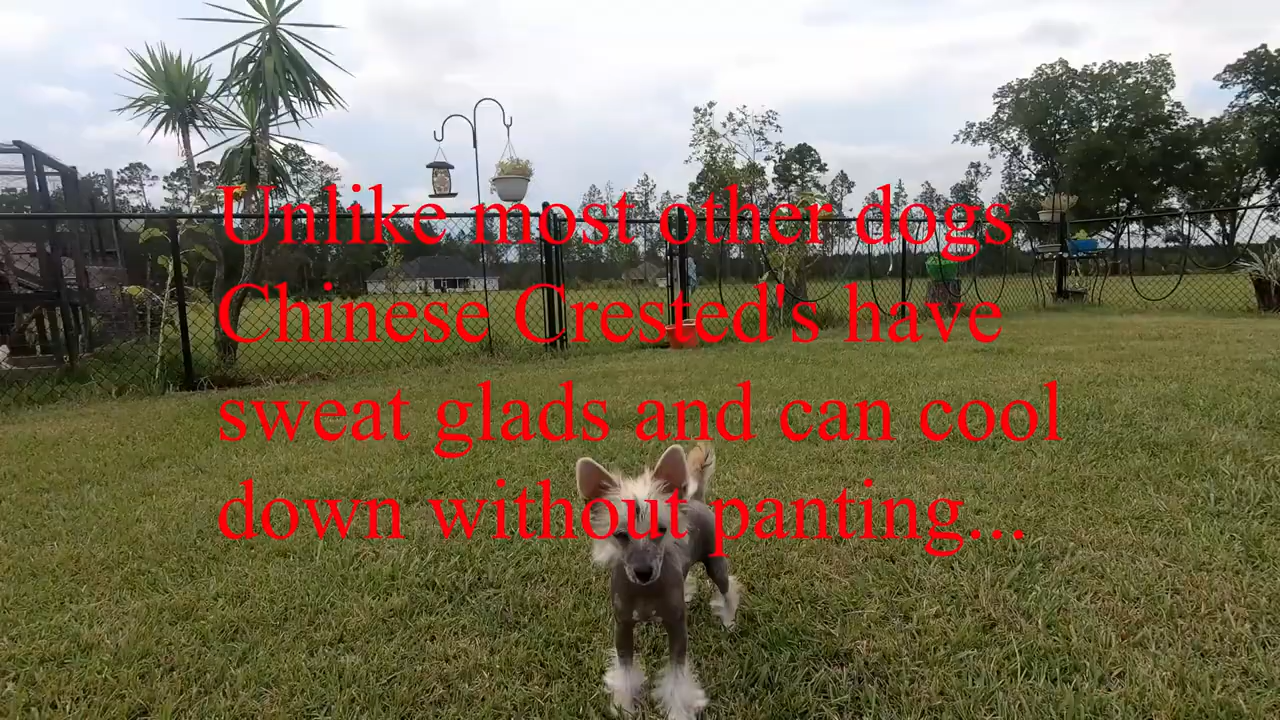 Unlike most other dogs
Chinese Crested's have
sweat glads and can cool
down without panting...